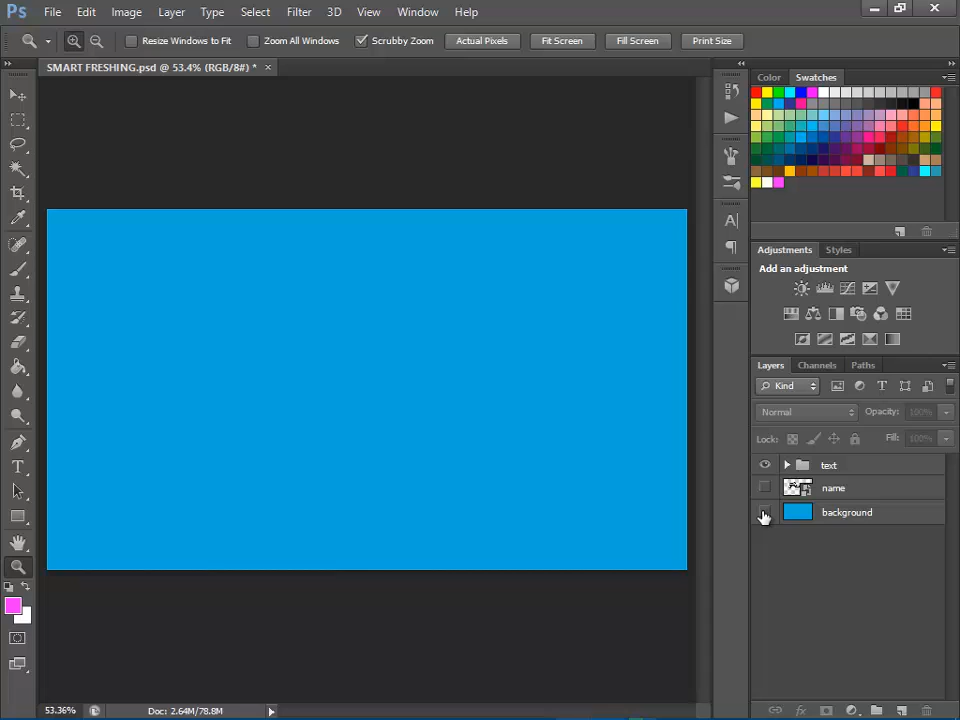 Ps File Edit Image Layer Type Select Filter 3D View Window Help
Resize Windows to Fit Zoom All Windows Scrubby Zoom Actual Pixels Fit Screen Fill Screen Print Size
SMART FRESHING.psd @ 53.4% (RGB/8#) *
Color Swatches
Adjustments Styles
Add an adjustment
Layers Channels Paths
Kind
Normal Opacity: 100%
Lock: Fill: 100%
text
name
background
53.36% Doc: 2.64M/78.8M